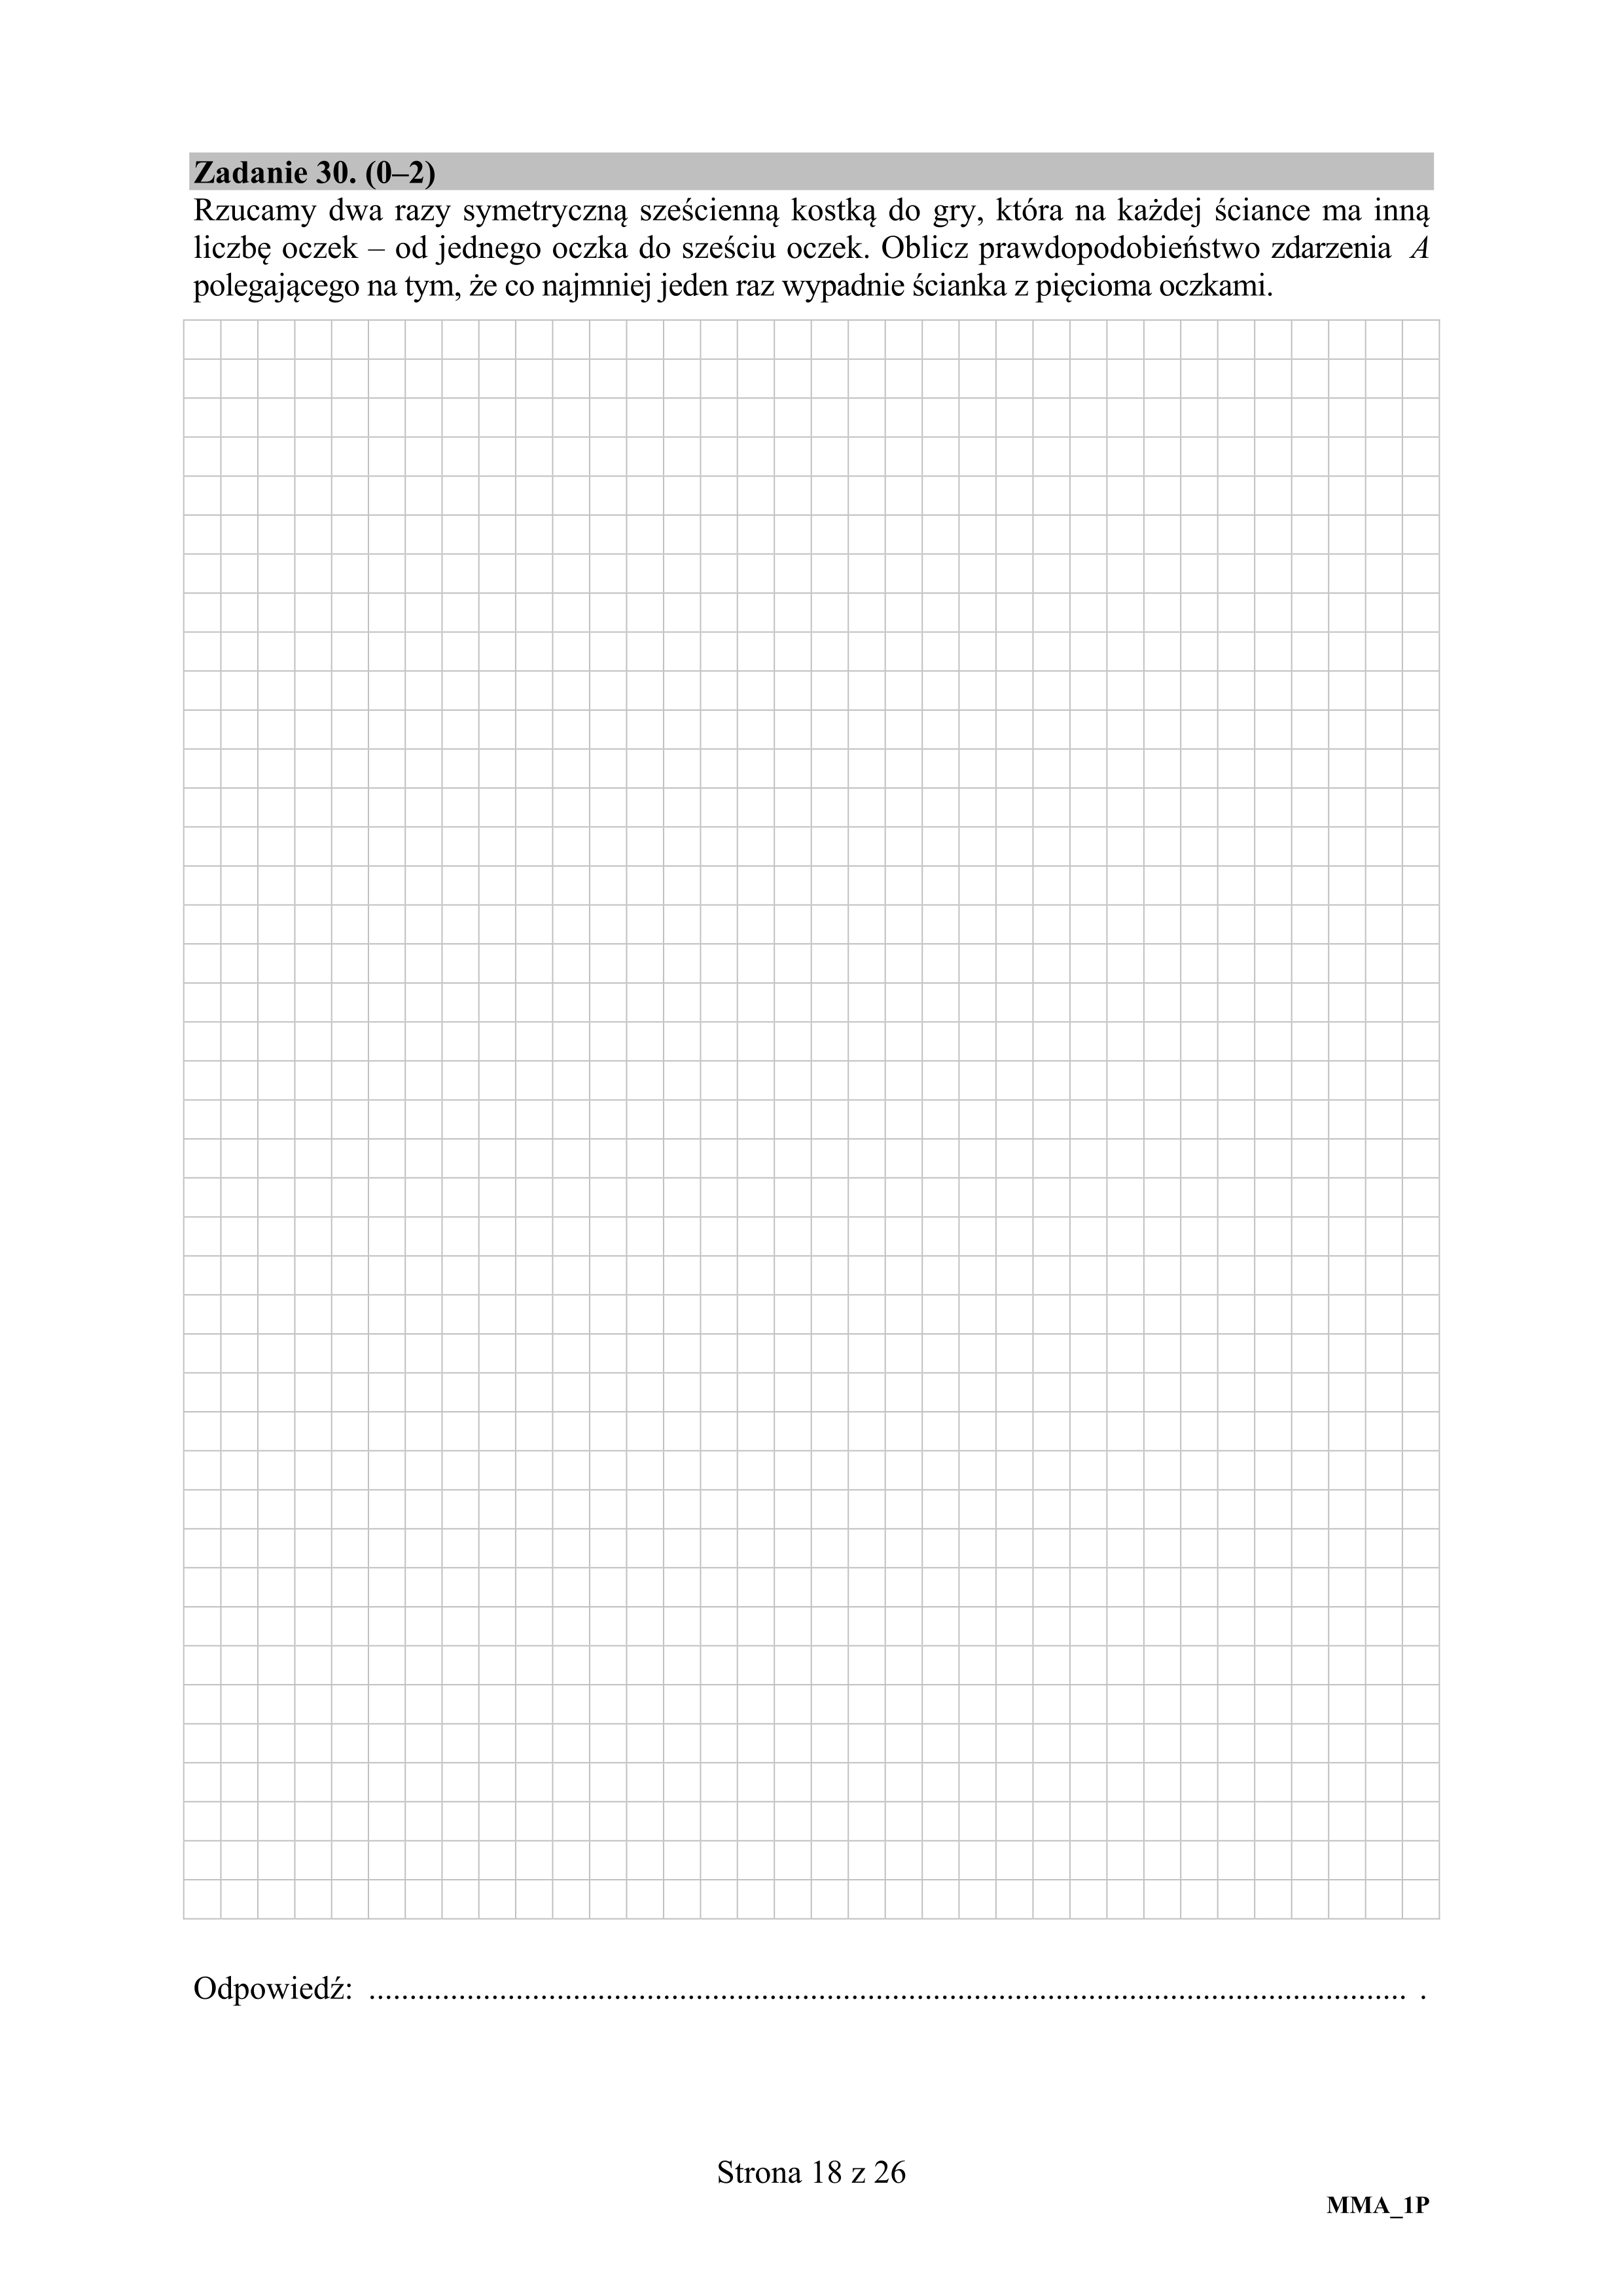 Zadanie 30. (0–2)
Rzucamy dwa razy symetryczną sześcienną kostką do gry, która na każdej ściance ma inną
liczbę oczek – od jednego oczka do sześciu oczek. Oblicz prawdopodobieństwo zdarzenia A
polegającego na tym, że co najmniej jeden raz wypadnie ścianka z pięcioma oczkami.
Odpowiedź: ................................................................................................................................ .
Strona 18 z 26
MMA_1P